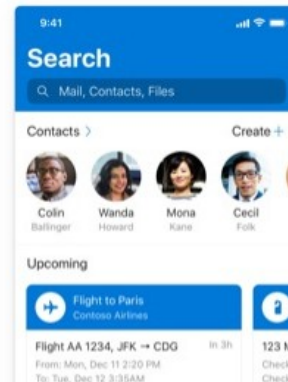 9:41
Search
Mail, Contacts, Files
Contacts
Create +
Colin Wanda Mona Cecil
Ballinger Howard Kane Folk
Upcoming
Flight to Paris
Contoso Airlines
Flight AA 1234, JFK → CDG In 3h
From: Mon, Dec 11 2:20 PM
To: Tue, Dec 12 3:35AM
123 M
Check
Check